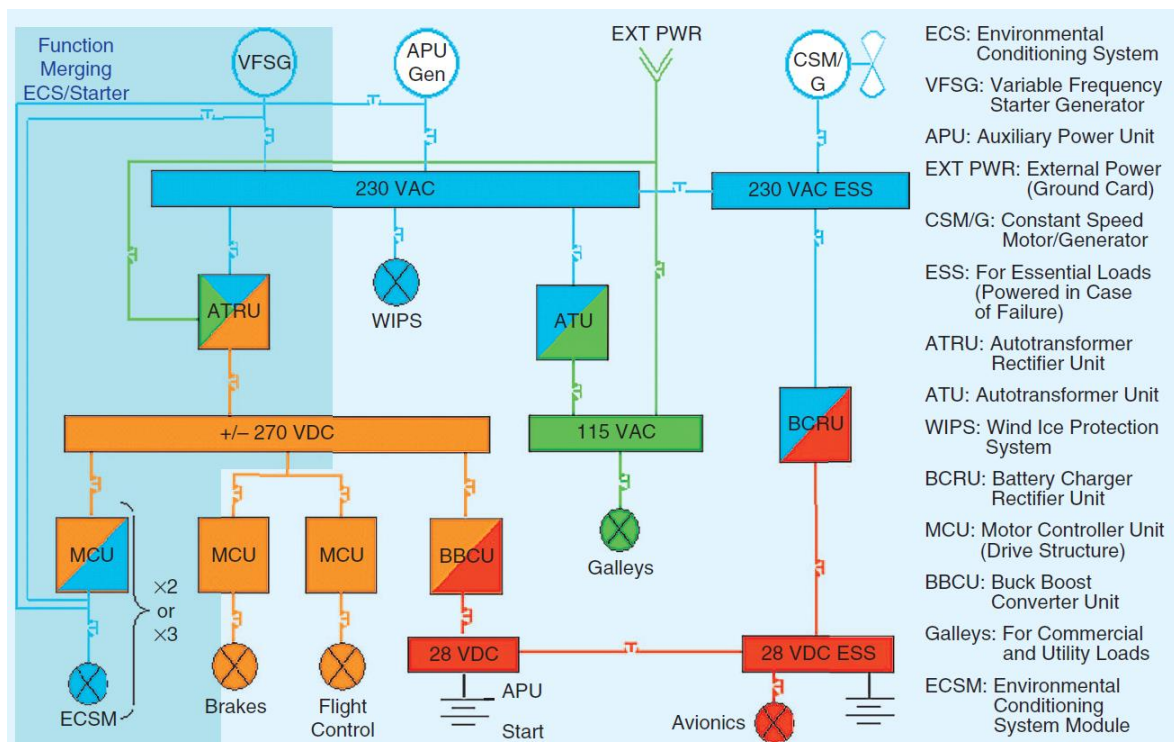 Function
Merging
ECS/Starter
VFSG
APU
Gen
EXT PWR
CSM/
G
230 VAC
230 VAC ESS
ATRU
WIPS
ATU
BCRU
+/– 270 VDC
115 VAC
MCU
×2
or
×3
MCU
MCU
BBCU
Galleys
28 VDC
28 VDC ESS
ECSM
Brakes
Flight
Control
APU
Start
Avionics
ECS: Environmental
Conditioning System
VFSG: Variable Frequency
Starter Generator
APU: Auxiliary Power Unit
EXT PWR: External Power
(Ground Card)
CSM/G: Constant Speed
Motor/Generator
ESS: For Essential Loads
(Powered in Case
of Failure)
ATRU: Autotransformer
Rectifier Unit
ATU: Autotransformer Unit
WIPS: Wind Ice Protection
System
BCRU: Battery Charger
Rectifier Unit
MCU: Motor Controller Unit
(Drive Structure)
BBCU: Buck Boost
Converter Unit
Galleys: For Commercial
and Utility Loads
ECSM: Environmental
Conditioning
System Module